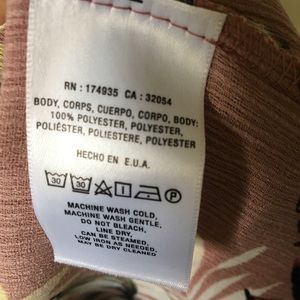 RN : 174935 CA : 32054
BODY, CORPS, CUERPO, CORPO, BODY:
100% POLYESTER, POLYESTER,
POLIÉSTER, POLIESTERE, POLYESTER
HECHO EN E.U.A.
30 30 P
MACHINE WASH COLD,
MACHINE WASH GENTLE,
DO NOT BLEACH,
LINE DRY,
CAN BE STEAMED,
LOW IRON AS NEEDED,
MAY BE DRY CLEANED